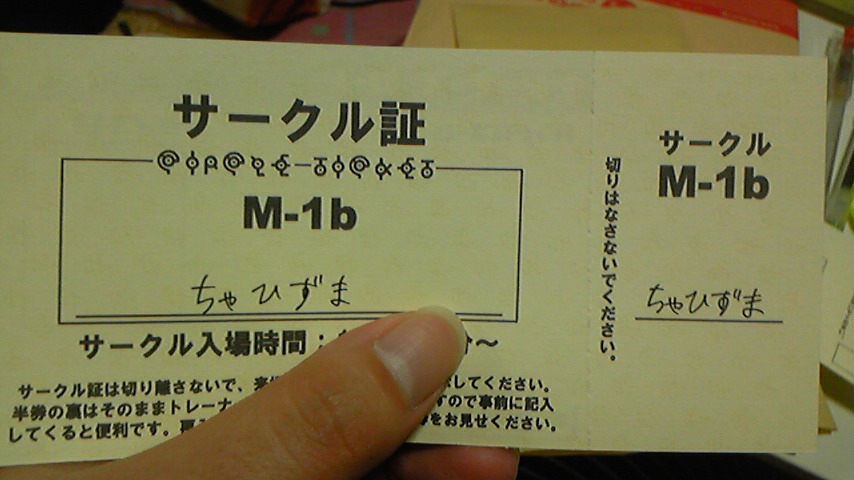 サークル証
M-1b
ちゃひずま
サークル入場時間：
サークル証は切り離さないで、
してください。
半券の裏はそのままトレーナ
すので事前に記入
してくると便利です。
をお見せください。
切りはなさないでください。
サークル
M-1b
ちゃひずま